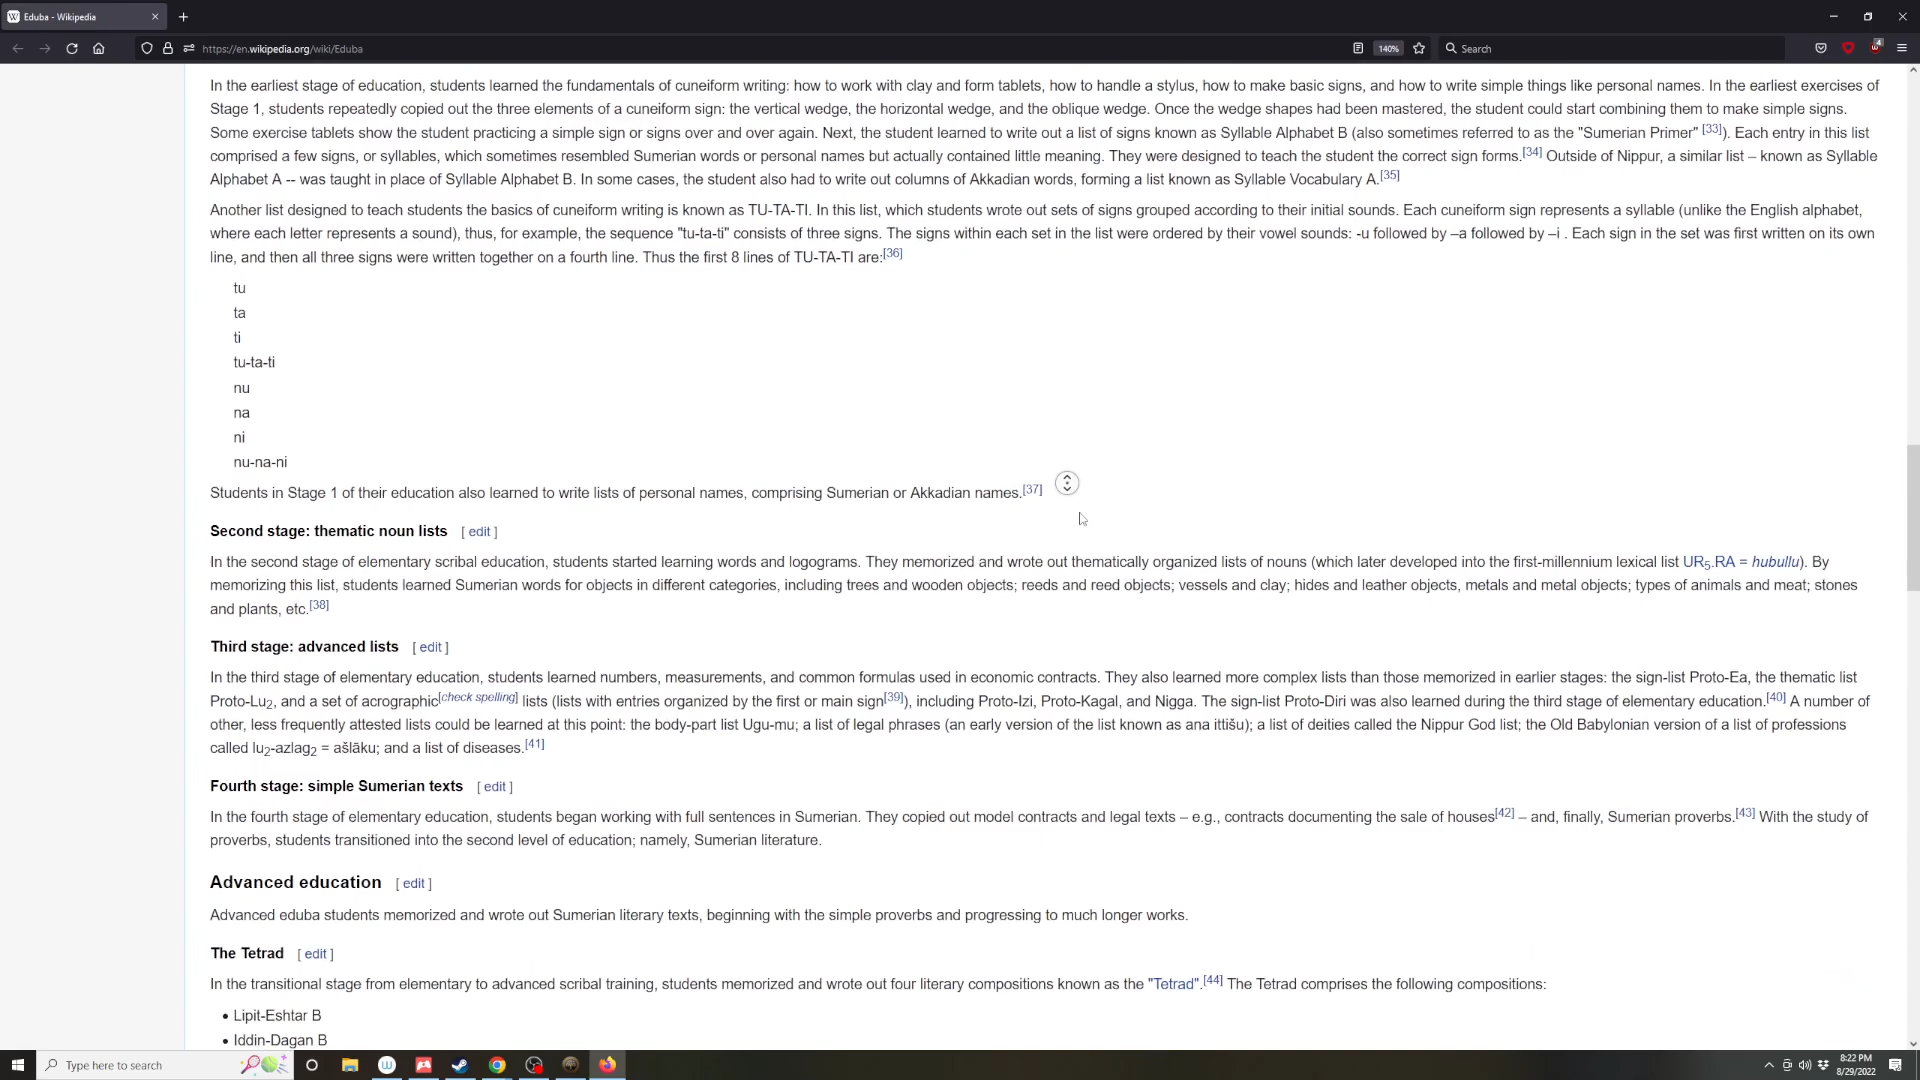 Eduba - Wikipedia
https://en.wikipedia.org/wiki/Eduba
140%
Search
4
In the earliest stage of education, students learned the fundamentals of cuneiform writing: how to work with clay and form tablets, how to handle a stylus, how to make basic signs, and how to write simple things like personal names. In the earliest exercises of
Stage 1, students repeatedly copied out the three elements of a cuneiform sign: the vertical wedge, the horizontal wedge, and the oblique wedge. Once the wedge shapes had been mastered, the student could start combining them to make simple signs.
Some exercise tablets show the student practicing a simple sign or signs over and over again. Next, the student learned to write out a list of signs known as Syllable Alphabet B (also sometimes referred to as the "Sumerian Primer" [33]). Each entry in this list
comprised a few signs, or syllables, which sometimes resembled Sumerian words or personal names but actually contained little meaning. They were designed to teach the student the correct sign forms.[34] Outside of Nippur, a similar list – known as Syllable
Alphabet A -- was taught in place of Syllable Alphabet B. In some cases, the student also had to write out columns of Akkadian words, forming a list known as Syllable Vocabulary A.[35]
Another list designed to teach students the basics of cuneiform writing is known as TU-TA-TI. In this list, which students wrote out sets of signs grouped according to their initial sounds. Each cuneiform sign represents a syllable (unlike the English alphabet,
where each letter represents a sound), thus, for example, the sequence "tu-ta-ti" consists of three signs. The signs within each set in the list were ordered by their vowel sounds: -u followed by –a followed by –i . Each sign in the set was first written on its own
line, and then all three signs were written together on a fourth line. Thus the first 8 lines of TU-TA-TI are:[36]
tu
ta
ti
tu-ta-ti
nu
na
ni
nu-na-ni
Students in Stage 1 of their education also learned to write lists of personal names, comprising Sumerian or Akkadian names.[37]
Second stage: thematic noun lists [ edit ]
In the second stage of elementary scribal education, students started learning words and logograms. They memorized and wrote out thematically organized lists of nouns (which later developed into the first-millennium lexical list UR₅.RA = hubullu). By
memorizing this list, students learned Sumerian words for objects in different categories, including trees and wooden objects; reeds and reed objects; vessels and clay; hides and leather objects, metals and metal objects; types of animals and meat; stones
and plants, etc.[38]
Third stage: advanced lists [ edit ]
In the third stage of elementary education, students learned numbers, measurements, and common formulas used in economic contracts. They also learned more complex lists than those memorized in earlier stages: the sign-list Proto-Ea, the thematic list
Proto-Lu₂, and a set of acrographic[check spelling] lists (lists with entries organized by the first or main sign[39]), including Proto-Izi, Proto-Kagal, and Nigga. The sign-list Proto-Diri was also learned during the third stage of elementary education.[40] A number of
other, less frequently attested lists could be learned at this point: the body-part list Ugu-mu; a list of legal phrases (an early version of the list known as ana ittišu); a list of deities called the Nippur God list; the Old Babylonian version of a list of professions
called lu₂-azlag₂ = ašlāku; and a list of diseases.[41]
Fourth stage: simple Sumerian texts [ edit ]
In the fourth stage of elementary education, students began working with full sentences in Sumerian. They copied out model contracts and legal texts – e.g., contracts documenting the sale of houses[42] – and, finally, Sumerian proverbs.[43] With the study of
proverbs, students transitioned into the second level of education; namely, Sumerian literature.
Advanced education [ edit ]
Advanced eduba students memorized and wrote out Sumerian literary texts, beginning with the simple proverbs and progressing to much longer works.
The Tetrad [ edit ]
In the transitional stage from elementary to advanced scribal training, students memorized and wrote out four literary compositions known as the "Tetrad".[44] The Tetrad comprises the following compositions:
• Lipit-Eshtar B
• Iddin-Dagan B
Type here to search
8:22 PM
8/29/2022